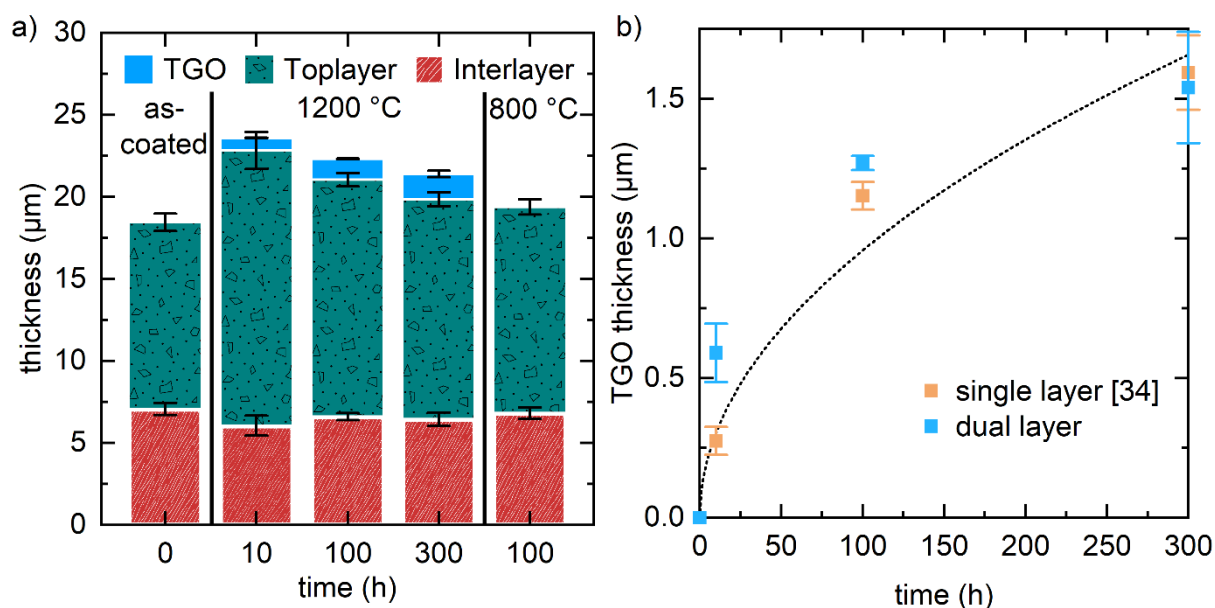 a)
TGO Toplayer Interlayer
as-
coated
1200 °C
800 °C
thickness (µm)
30
25
20
15
10
5
0
0 10 100 300 100
time (h)
b)
TGO thickness (µm)
1.5
1.0
0.5
0.0
single layer [34]
dual layer
0 50 100 150 200 250 300
time (h)